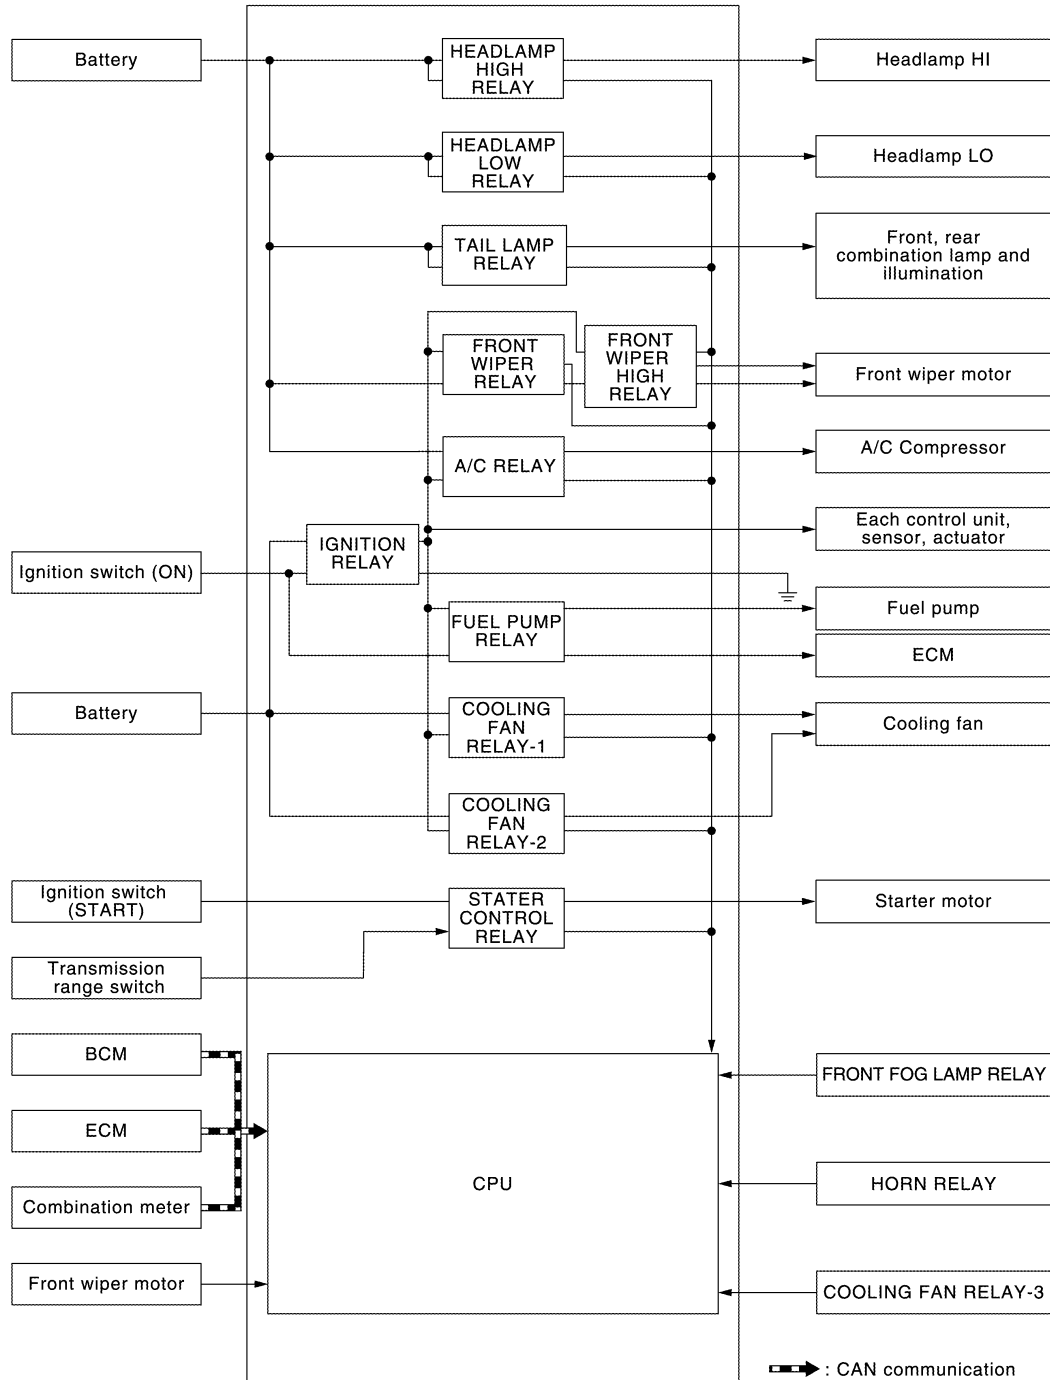 Battery
HEADLAMP
HIGH
RELAY
Headlamp HI
HEADLAMP
LOW
RELAY
Headlamp LO
TAIL LAMP
RELAY
Front, rear
combination lamp and
illumination
FRONT
WIPER
RELAY
FRONT
WIPER
HIGH
RELAY
Front wiper motor
A/C RELAY
A/C Compressor
Each control unit,
sensor, actuator
Ignition switch (ON)
IGNITION
RELAY
FUEL PUMP
RELAY
Fuel pump
ECM
Battery
COOLING
FAN
RELAY-1
Cooling fan
COOLING
FAN
RELAY-2
Ignition switch
(START)
STATER
CONTROL
RELAY
Starter motor
Transmission
range switch
BCM
ECM
Combination meter
Front wiper motor
CPU
FRONT FOG LAMP RELAY
HORN RELAY
COOLING FAN RELAY-3
: CAN communication